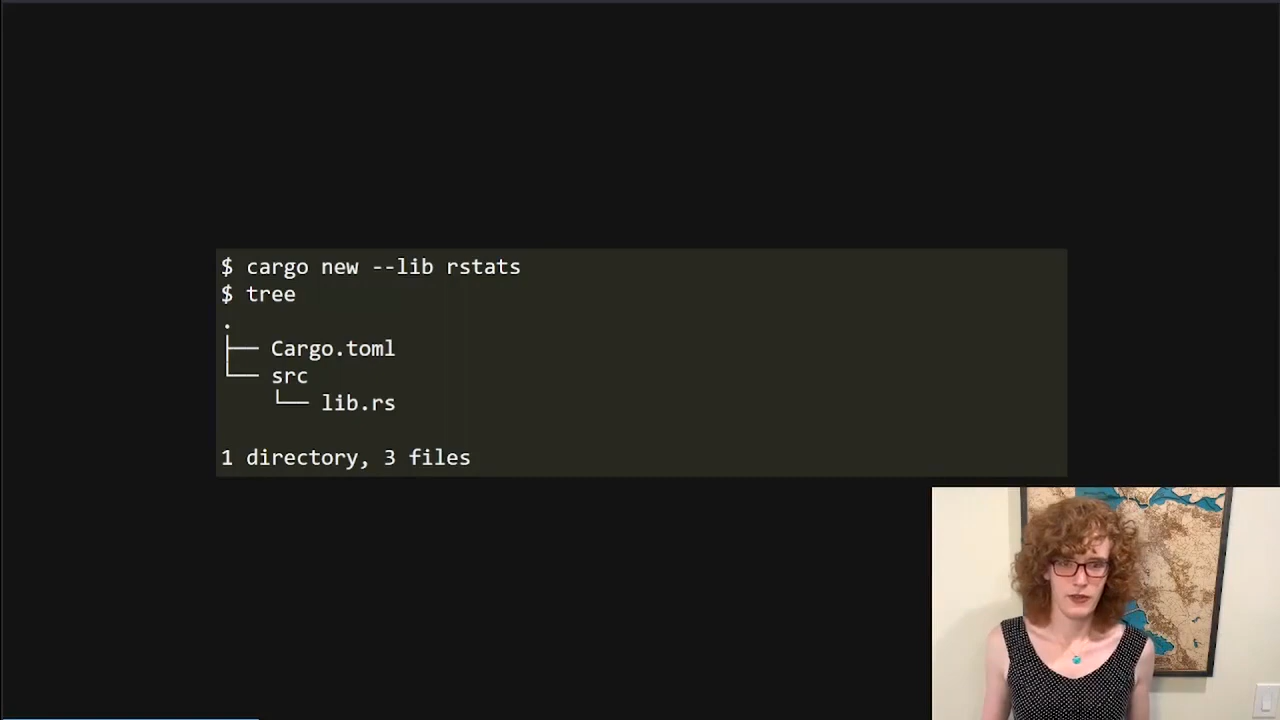 $ cargo new --lib rstats
$ tree
.
├── Cargo.toml
└── src
    └── lib.rs
1 directory, 3 files